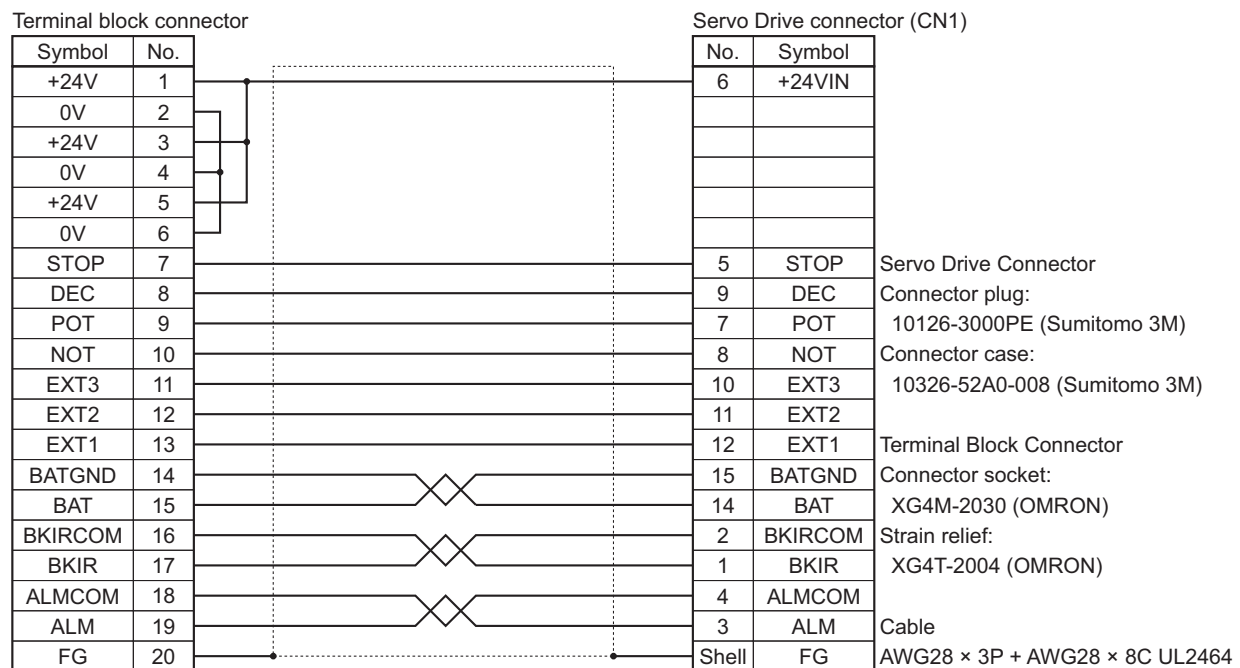 Terminal block connector Servo Drive connector (CN1)
Symbol No. No. Symbol
+24V 1 6 +24VIN
0V 2
+24V 3
0V 4
+24V 5
0V 6
STOP 7 5 STOP Servo Drive Connector
DEC 8 9 DEC Connector plug:
POT 9 7 POT 10126-3000PE (Sumitomo 3M)
NOT 10 8 NOT Connector case:
EXT3 11 10 EXT3 10326-52A0-008 (Sumitomo 3M)
EXT2 12 11 EXT2
EXT1 13 12 EXT1 Terminal Block Connector
BATGND 14 15 BATGND Connector socket:
BAT 15 14 BAT XG4M-2030 (OMRON)
BKIRCOM 16 2 BKIRCOM Strain relief:
BKIR 17 1 BKIR XG4T-2004 (OMRON)
ALMCOM 18 4 ALMCOM
ALM 19 3 ALM Cable
FG 20 Shell FG AWG28 × 3P + AWG28 × 8C UL2464